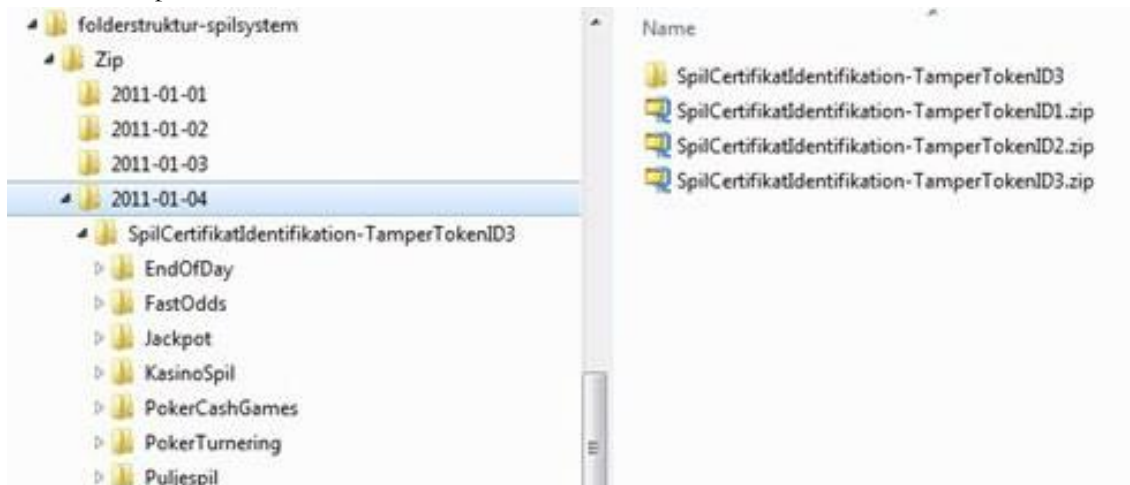 folderstruktur-spilsystem
Zip
2011-01-01
2011-01-02
2011-01-03
2011-01-04
SpilCertifikatIdentifikation-TamperTokenID3
EndOfDay
FastOdds
Jackpot
KasinoSpil
PokerCashGames
PokerTurnering
Puljespil
Name
SpilCertifikatIdentifikation-TamperTokenID3
SpilCertifikatIdentifikation-TamperTokenID1.zip
SpilCertifikatIdentifikation-TamperTokenID2.zip
SpilCertifikatIdentifikation-TamperTokenID3.zip